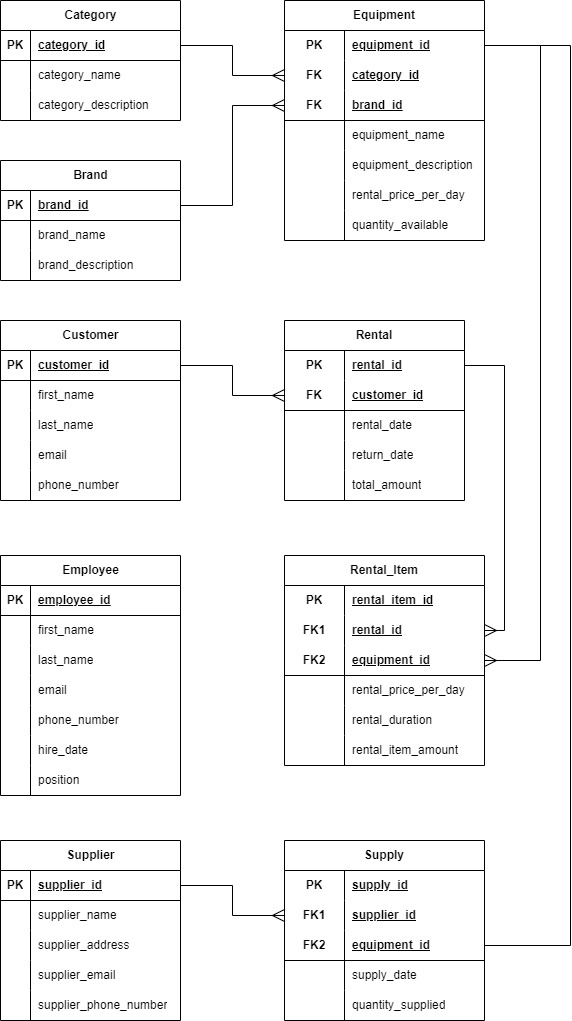 Category
PK category_id
category_name
category_description
Equipment
PK equipment_id
FK category_id
FK brand_id
equipment_name
equipment_description
rental_price_per_day
quantity_available
Brand
PK brand_id
brand_name
brand_description
Customer
PK customer_id
first_name
last_name
email
phone_number
Rental
PK rental_id
FK customer_id
rental_date
return_date
total_amount
Employee
PK employee_id
first_name
last_name
email
phone_number
hire_date
position
Rental_Item
PK rental_item_id
FK1 rental_id
FK2 equipment_id
rental_price_per_day
rental_duration
rental_item_amount
Supplier
PK supplier_id
supplier_name
supplier_address
supplier_email
supplier_phone_number
Supply
PK supply_id
FK1 supplier_id
FK2 equipment_id
supply_date
quantity_supplied